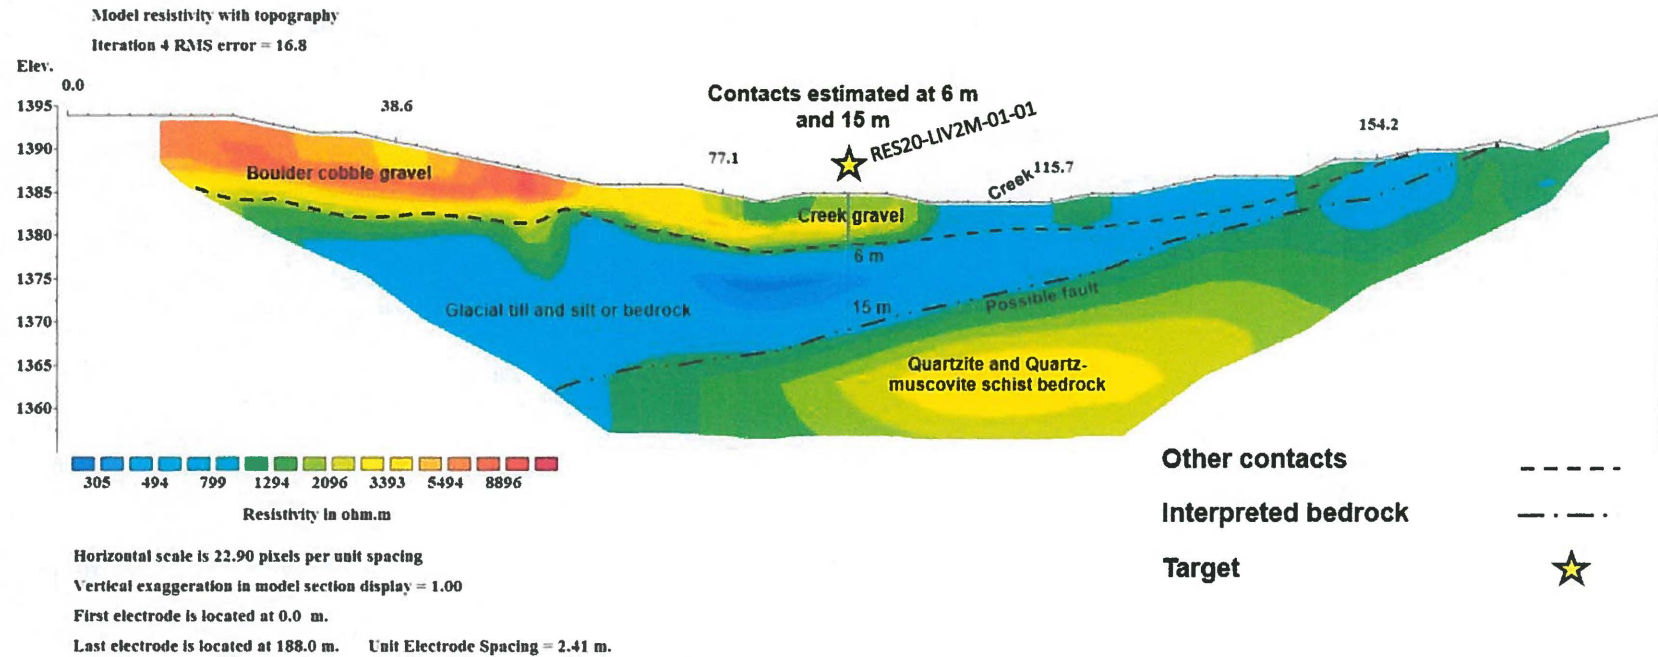 Model resistivity with topography
Iteration 4 RMS error = 16.8
Elev.
0.0
38.6
77.1
115.7
154.2
Contacts estimated at 6 m
and 15 m
RES20-LIV2M-01-01
Creek
1395
1390
1385
1380
1375
1370
1365
1360
Boulder cobble gravel
Creek gravel
6 m
Glacial till and silt or bedrock
15 m
Possible fault
Quartzite and Quartz-
muscovite schist bedrock
305 494 799 1294 2096 3393 5494 8896
Resistivity in ohm.m
Horizontal scale is 22.90 pixels per unit spacing
Vertical exaggeration in model section display = 1.00
First electrode is located at 0.0 m.
Last electrode is located at 188.0 m. Unit Electrode Spacing = 2.41 m.
Other contacts
Interpreted bedrock
Target